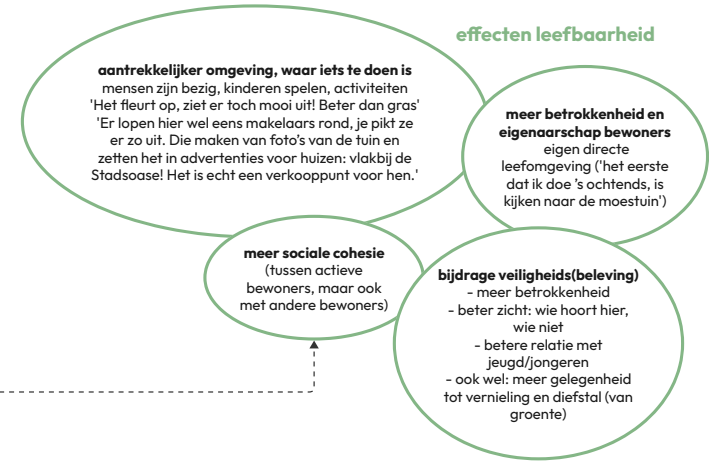 effecten leefbaarheid
aantrekkelijker omgeving, waar iets te doen is
mensen zijn bezig, kinderen spelen, activiteiten
'Het fleurt op, ziet er toch mooi uit! Beter dan gras'
'Er lopen hier wel eens makelaars rond, je pikt ze
er zo uit. Die maken van foto's van de tuin en
zetten het in advertenties voor huizen: vlakbij de
Stadsoase! Het is echt een verkooppunt voor hen.'
meer betrokkenheid en
eigenaarschap bewoners
eigen directe
leefomgeving ('het eerste
dat ik doe 's ochtends, is
kijken naar de moestuin')
meer sociale cohesie
(tussen actieve
bewoners, maar ook
met andere bewoners)
bijdrage veiligheids(beleving)
- meer betrokkenheid
- beter zicht: wie hoort hier,
wie niet
- betere relatie met
jeugd/jongeren
- ook wel: meer gelegenheid
tot vernieling en diefstal (van
groente)